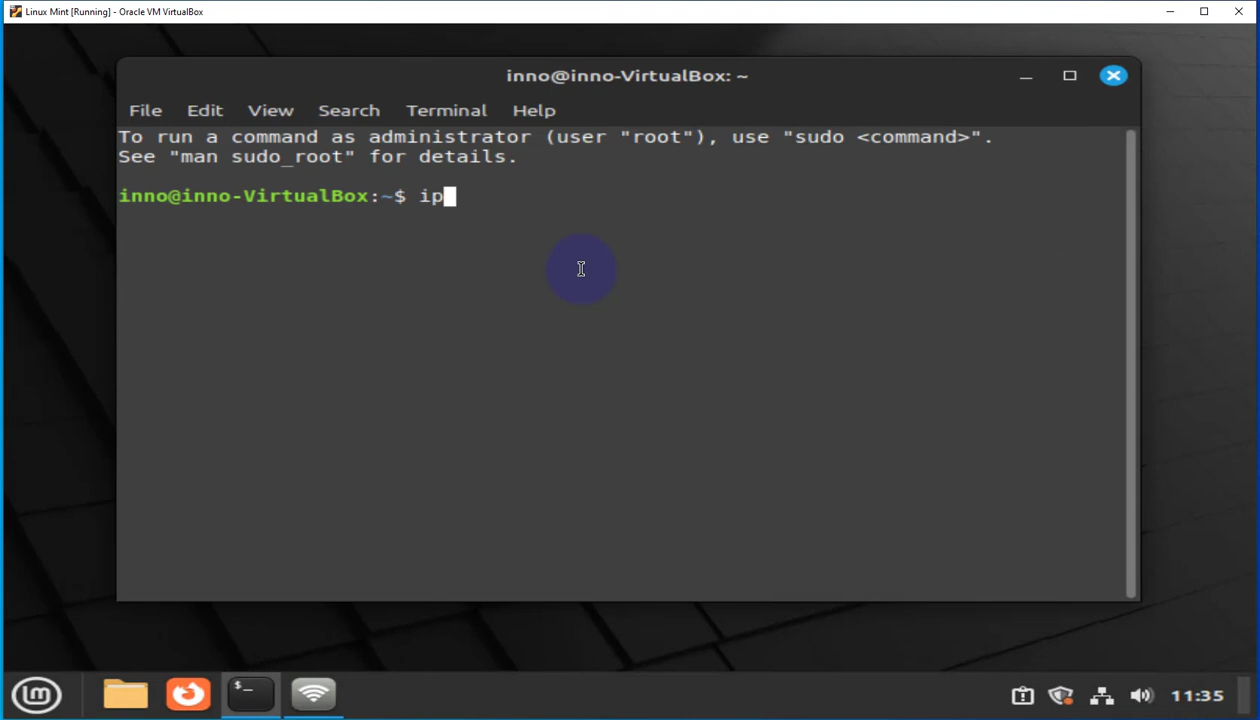 Linux Mint [Running] - Oracle VM VirtualBox
inno@inno-VirtualBox: ~
File Edit View Search Terminal Help
To run a command as administrator (user "root"), use "sudo <command>".
See "man sudo_root" for details.
inno@inno-VirtualBox:~$ ip
$_
lm
11:35